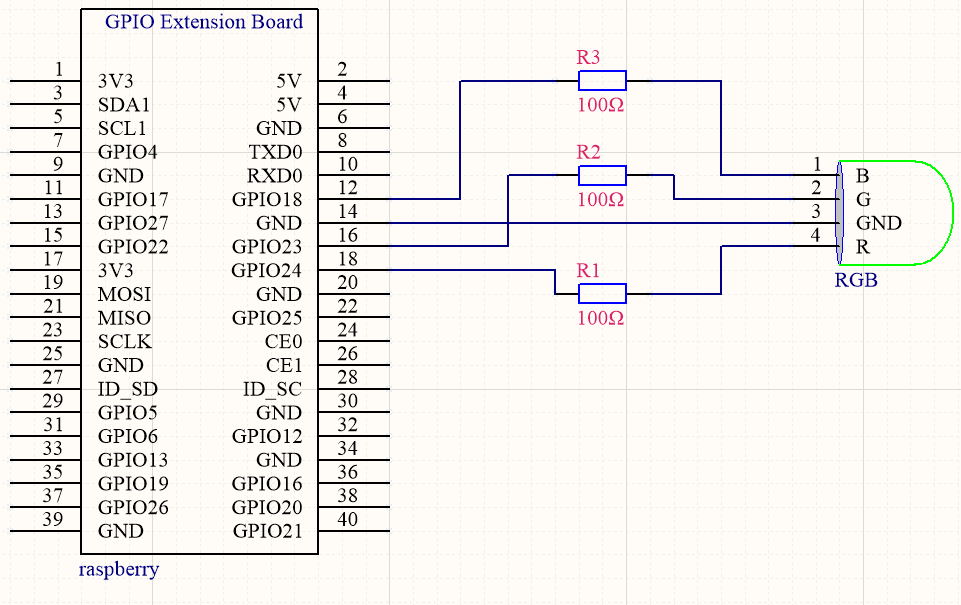 GPIO Extension Board
1 3V3 5V 2
3 SDA1 5V 4
5 SCL1 GND 6
7 GPIO4 TXD0 8
9 GND RXD0 10
11 GPIO17 GPIO18 12
13 GPIO27 GND 14
15 GPIO22 GPIO23 16
17 3V3 GPIO24 18
19 MOSI GND 20
21 MISO GPIO25 22
23 SCLK CE0 24
25 GND CE1 26
27 ID_SD ID_SC 28
29 GPIO5 GND 30
31 GPIO6 GPIO12 32
33 GPIO13 GND 34
35 GPIO19 GPIO16 36
37 GPIO26 GPIO20 38
39 GND GPIO21 40
raspberry
R3
100Ω
R2
100Ω
R1
100Ω
1 B
2 G
3 GND
4 R
RGB